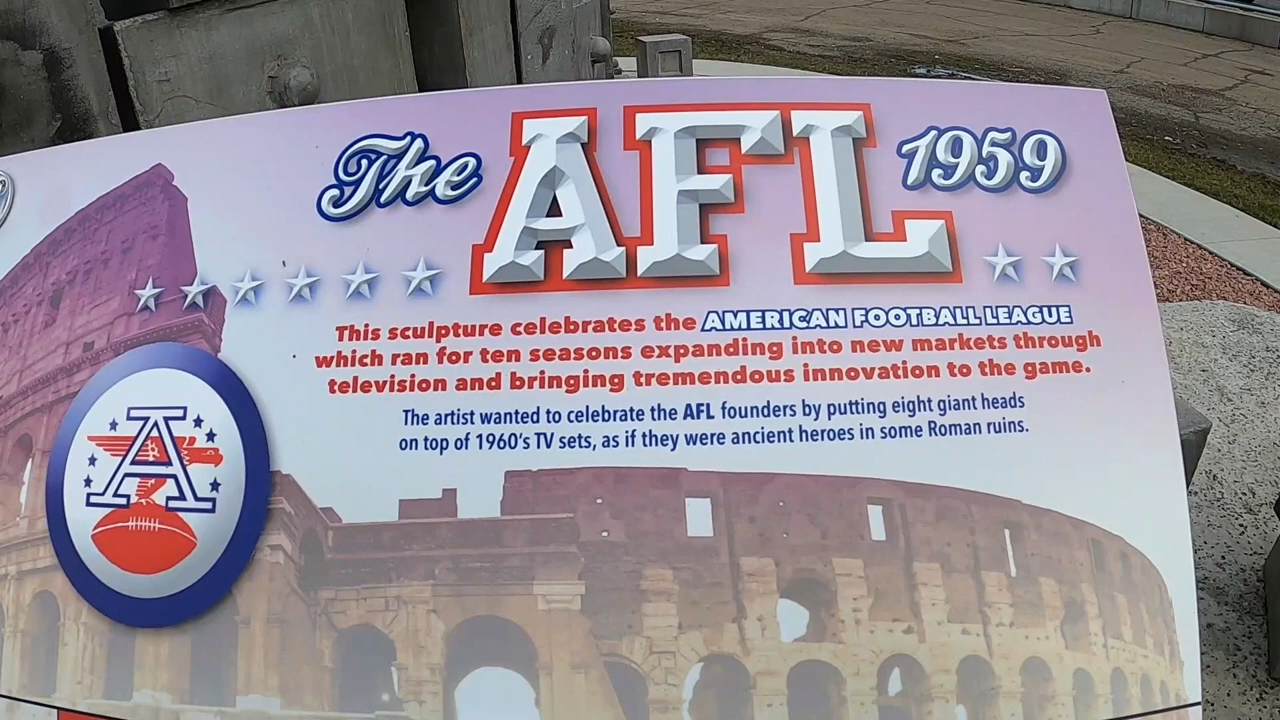 The AFL 1959
This sculpture celebrates the AMERICAN FOOTBALL LEAGUE
which ran for ten seasons expanding into new markets through
television and bringing tremendous innovation to the game.
The artist wanted to celebrate the AFL founders by putting eight giant heads
on top of 1960's TV sets, as if they were ancient heroes in some Roman ruins.
A